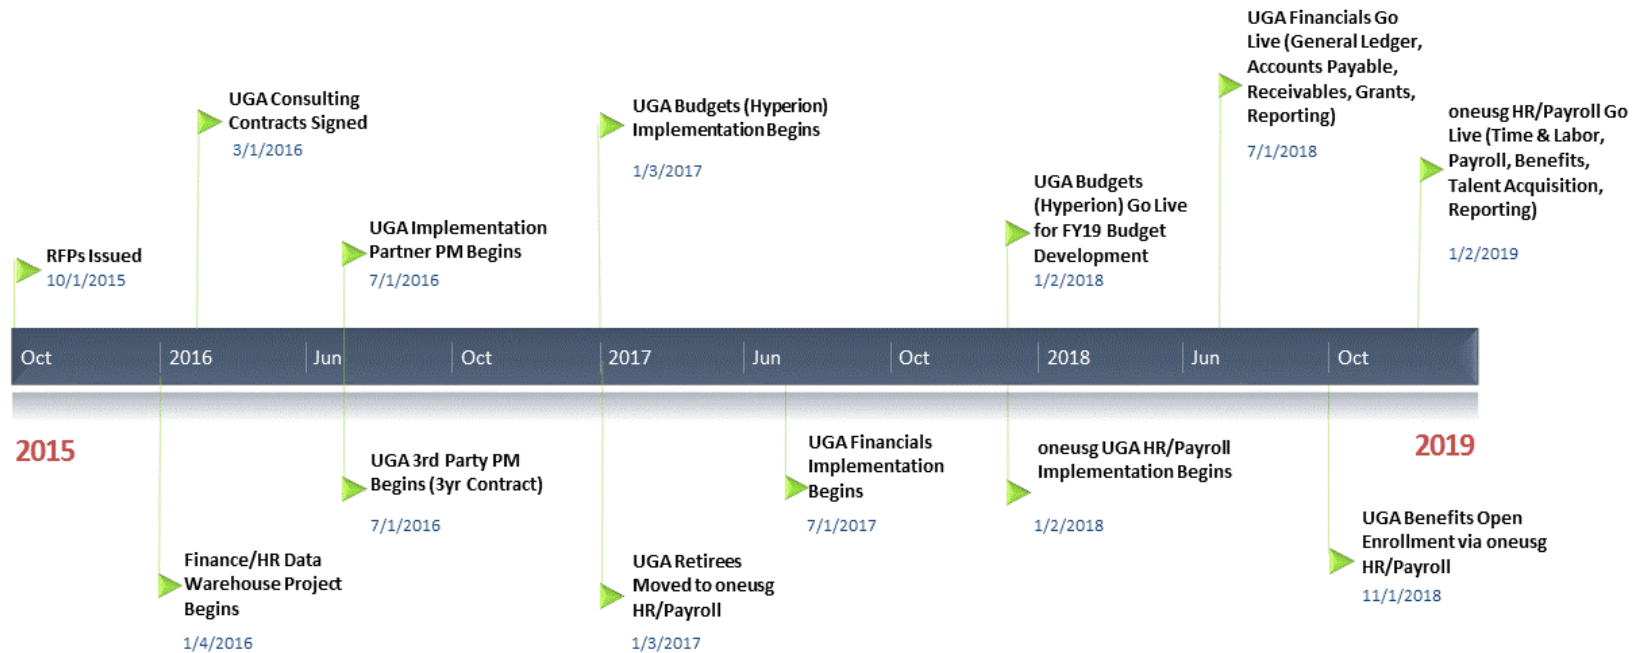 RFPs Issued
10/1/2015
UGA Consulting
Contracts Signed
3/1/2016
UGA Implementation
Partner PM Begins
7/1/2016
UGA Budgets (Hyperion)
Implementation Begins
1/3/2017
UGA Budgets
(Hyperion) Go Live
for FY19 Budget
Development
1/2/2018
UGA Financials Go
Live (General Ledger,
Accounts Payable,
Receivables, Grants,
Reporting)
7/1/2018
oneusg HR/Payroll Go
Live (Time & Labor,
Payroll, Benefits,
Talent Acquisition,
Reporting)
1/2/2019
Oct 2016 Jun Oct 2017 Jun Oct 2018 Jun Oct
2015
2019
Finance/HR Data
Warehouse Project
Begins
1/4/2016
UGA 3rd Party PM
Begins (3yr Contract)
7/1/2016
UGA Retirees
Moved to oneusg
HR/Payroll
1/3/2017
UGA Financials
Implementation
Begins
7/1/2017
oneusg UGA HR/Payroll
Implementation Begins
1/2/2018
UGA Benefits Open
Enrollment via oneusg
HR/Payroll
11/1/2018